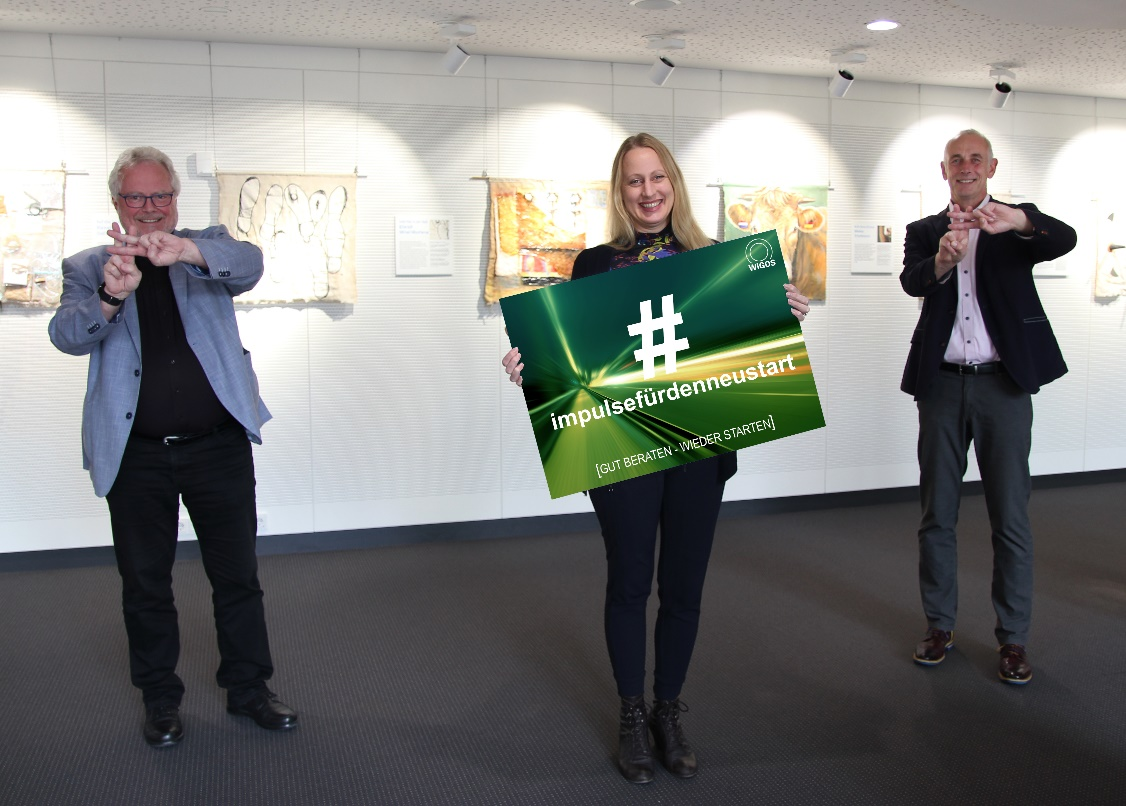 WIGOS
#
impulsefürdenneustart
[GUT BERATEN - WIEDER STARTEN]